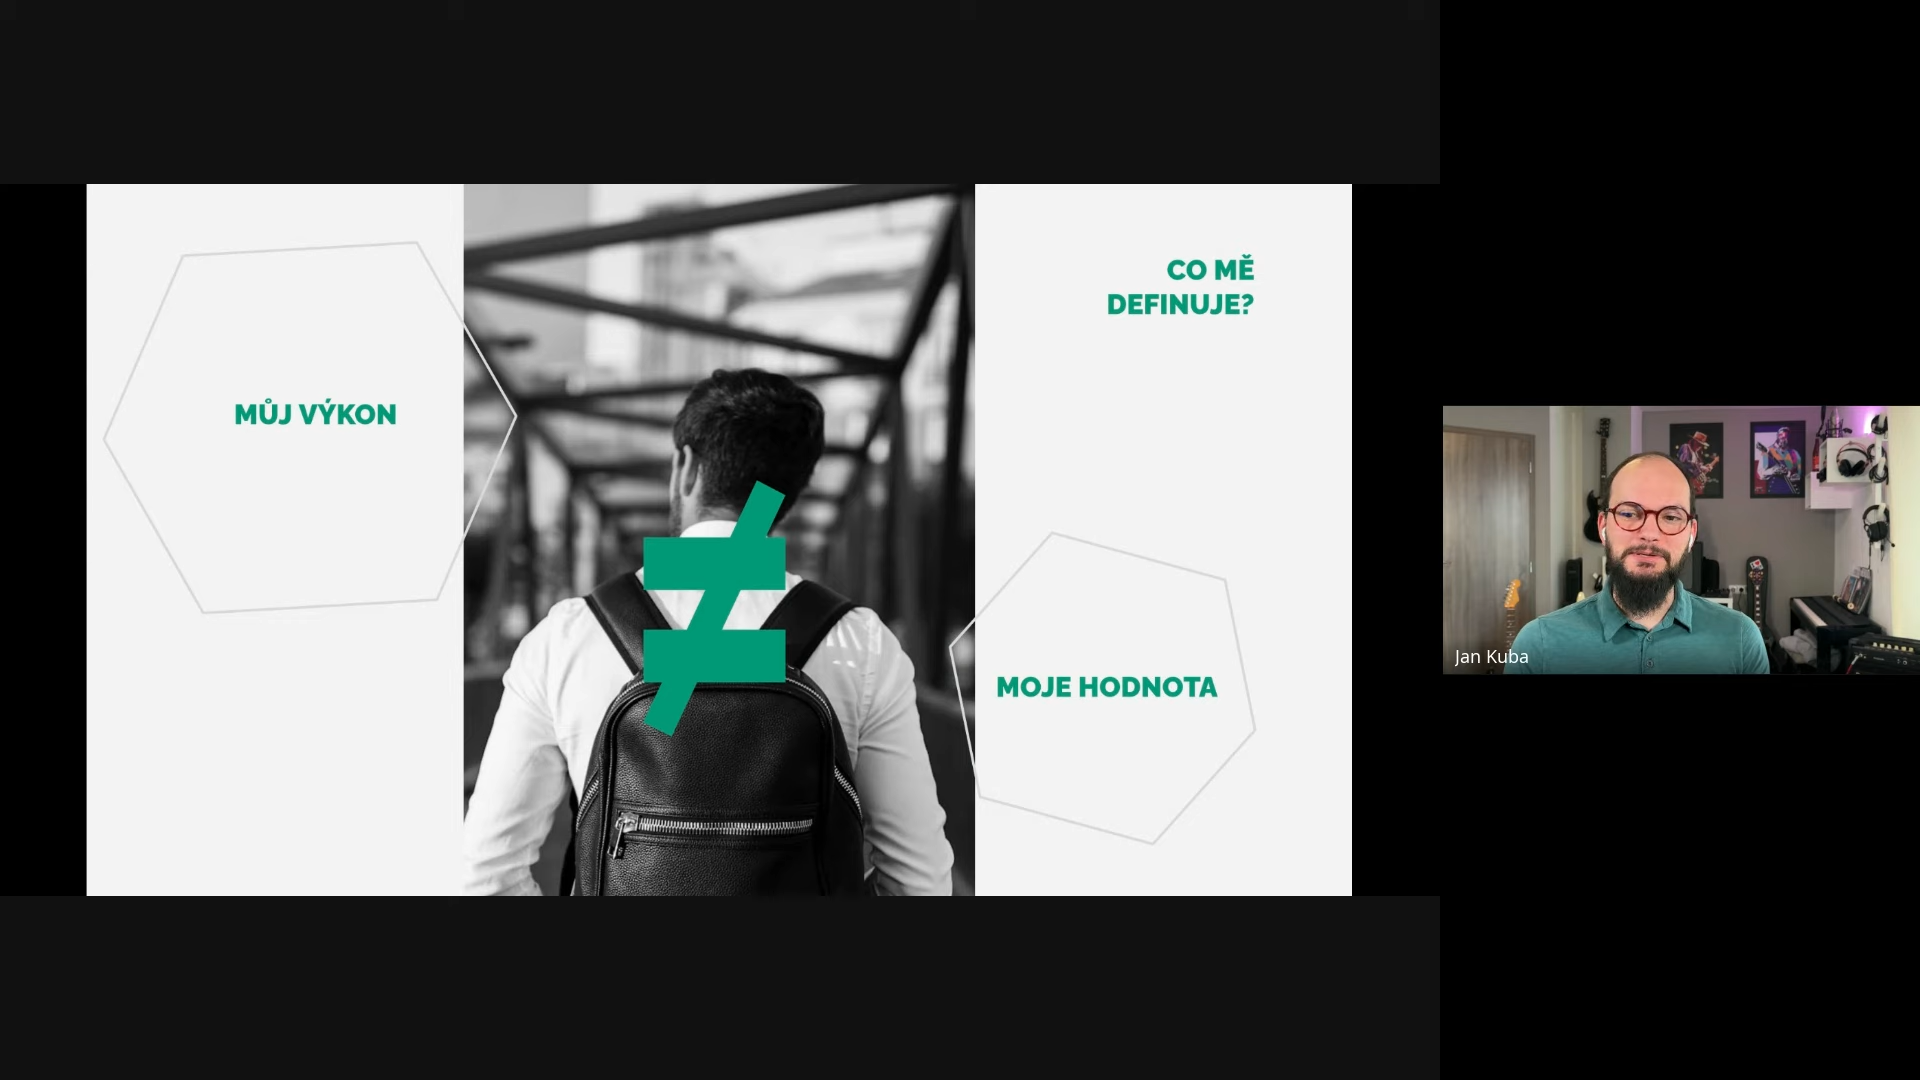 CO MĚ
DEFINUJE?
MŮJ VÝKON
≠
MOJE HODNOTA
Jan Kuba